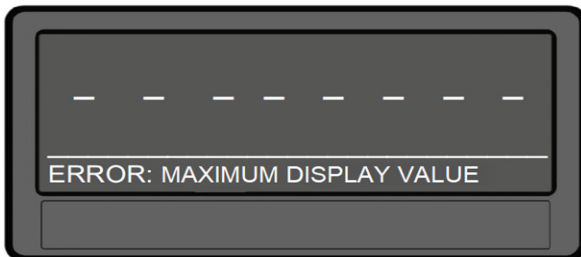 — — — — — — — —
ERROR: MAXIMUM DISPLAY VALUE